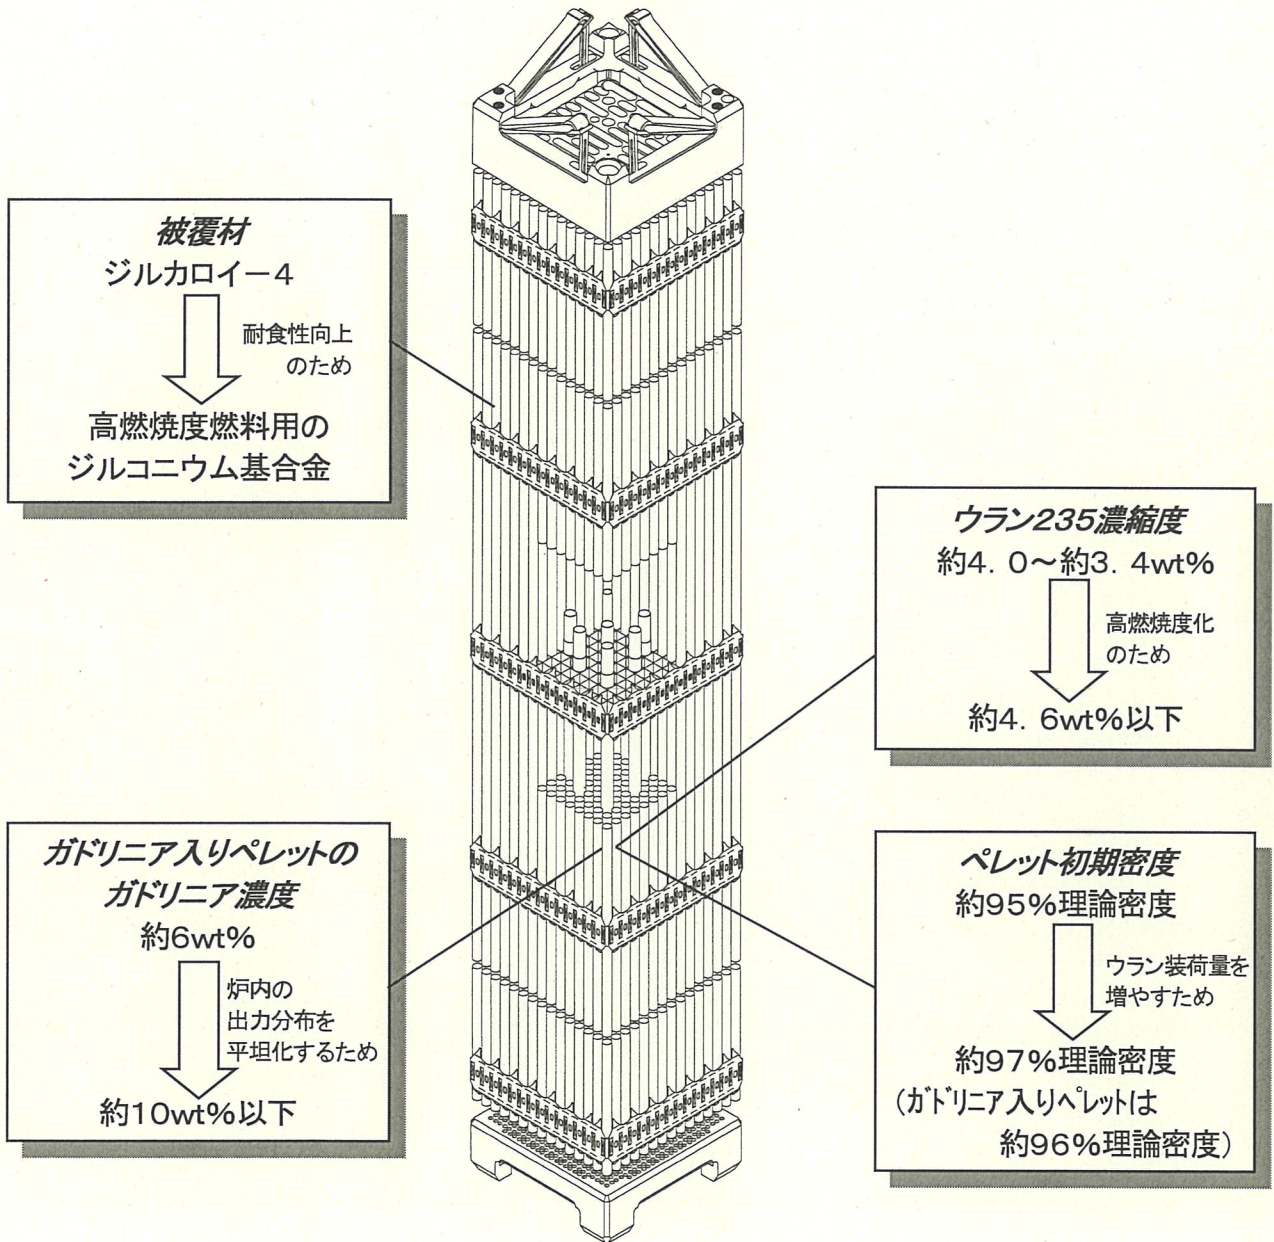 被覆材
ジルカロイー4
耐食性向上
のため
高燃焼度燃料用の
ジルコニウム基合金
ウラン235濃縮度
約4.0～約3.4wt%
高燃焼度化
のため
約4.6wt%以下
ガドリニア入りペレットの
ガドリニア濃度
約6wt%
炉内の
出力分布を
平坦化するため
約10wt%以下
ペレット初期密度
約95%理論密度
ウラン装荷量を
増やすため
約97%理論密度
(ガドリニア入りペレットは
約96%理論密度)